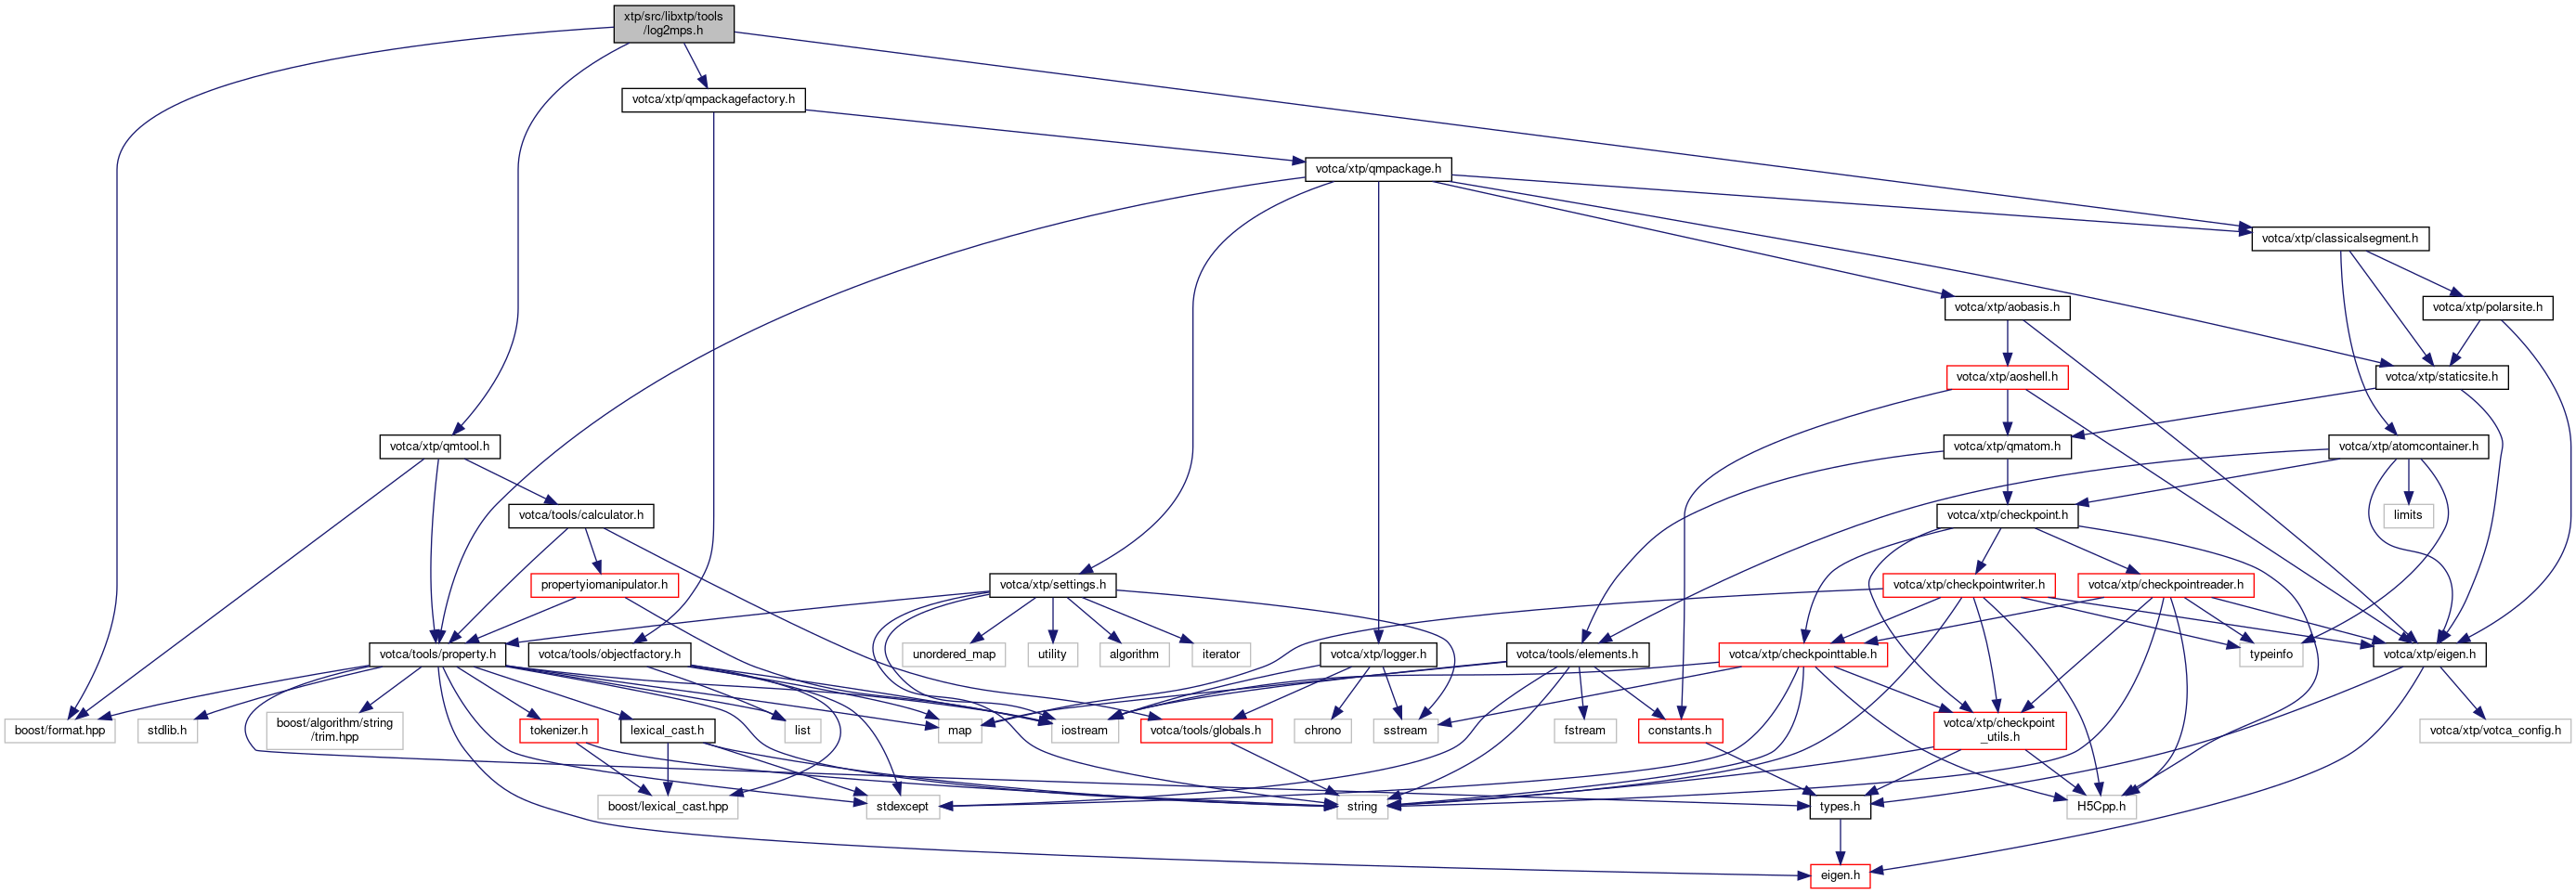 xtp/src/libxtp/tools
/log2mps.h
votca/xtp/qmpackagefactory.h
votca/xtp/qmpackage.h
votca/xtp/classicalsegment.h
votca/xtp/aobasis.h
votca/xtp/polarsite.h
votca/xtp/aoshell.h
votca/xtp/staticsite.h
votca/xtp/qmtool.h
votca/xtp/qmatom.h
votca/xtp/atomcontainer.h
votca/tools/calculator.h
votca/xtp/checkpoint.h
limits
propertyiomanipulator.h
votca/xtp/settings.h
votca/xtp/checkpointwriter.h
votca/xtp/checkpointreader.h
votca/tools/property.h
votca/tools/objectfactory.h
unordered_map
utility
algorithm
iterator
votca/xtp/logger.h
votca/tools/elements.h
votca/xtp/checkpointtable.h
typeinfo
votca/xtp/eigen.h
boost/format.hpp
stdlib.h
boost/algorithm/string
/trim.hpp
tokenizer.h
lexical_cast.h
list
map
iostream
votca/tools/globals.h
chrono
sstream
fstream
constants.h
votca/xtp/checkpoint
_utils.h
votca/xtp/votca_config.h
boost/lexical_cast.hpp
stdexcept
string
types.h
H5Cpp.h
eigen.h